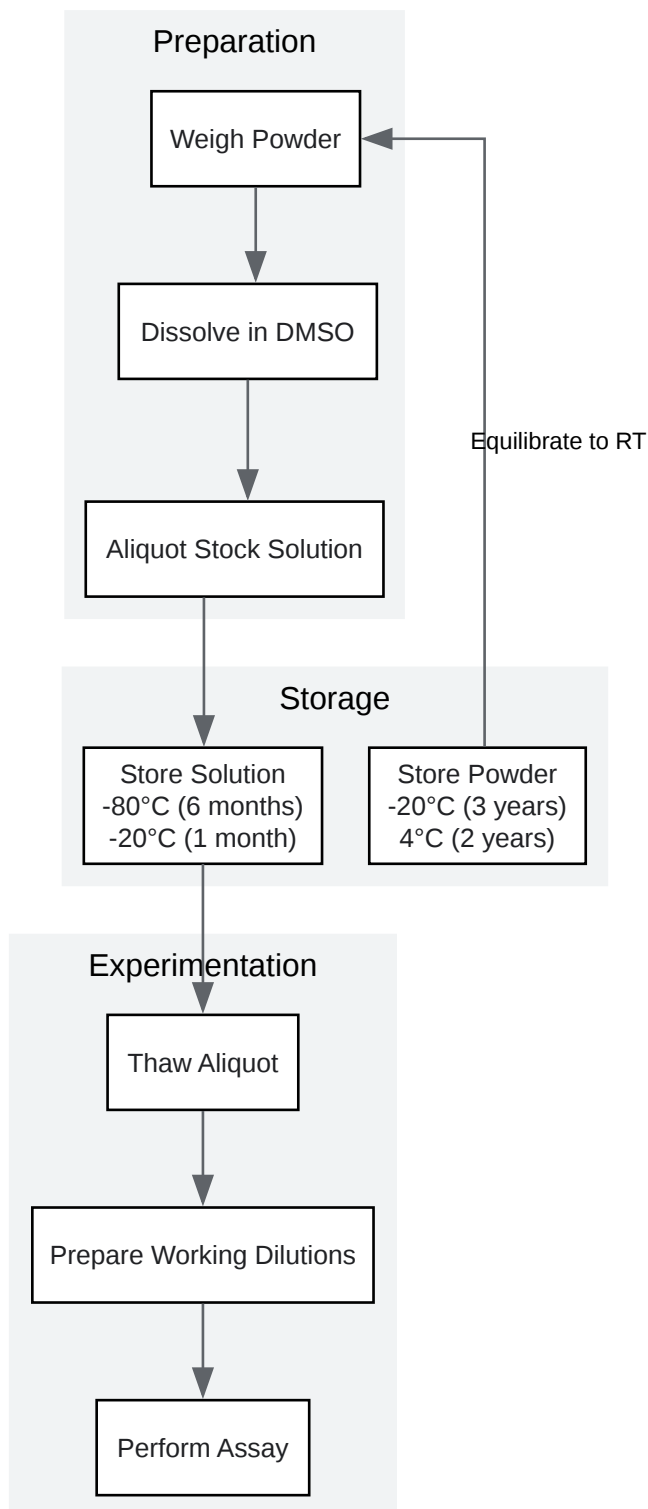 Preparation
Weigh Powder
Dissolve in DMSO
Equilibrate to RT
Aliquot Stock Solution
Storage
Store Solution
-80°C (6 months)
-20°C (1 month)
Store Powder
-20°C (3 years)
4°C (2 years)
Experimentation
Thaw Aliquot
Prepare Working Dilutions
Perform Assay